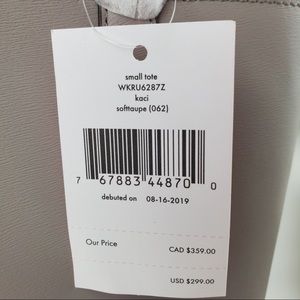 small tote
WKRU6287Z
kaci
softtaupe (062)
7 67883 44870 0
debuted on 08-16-2019
Our Price CAD $359.00
USD $299.00